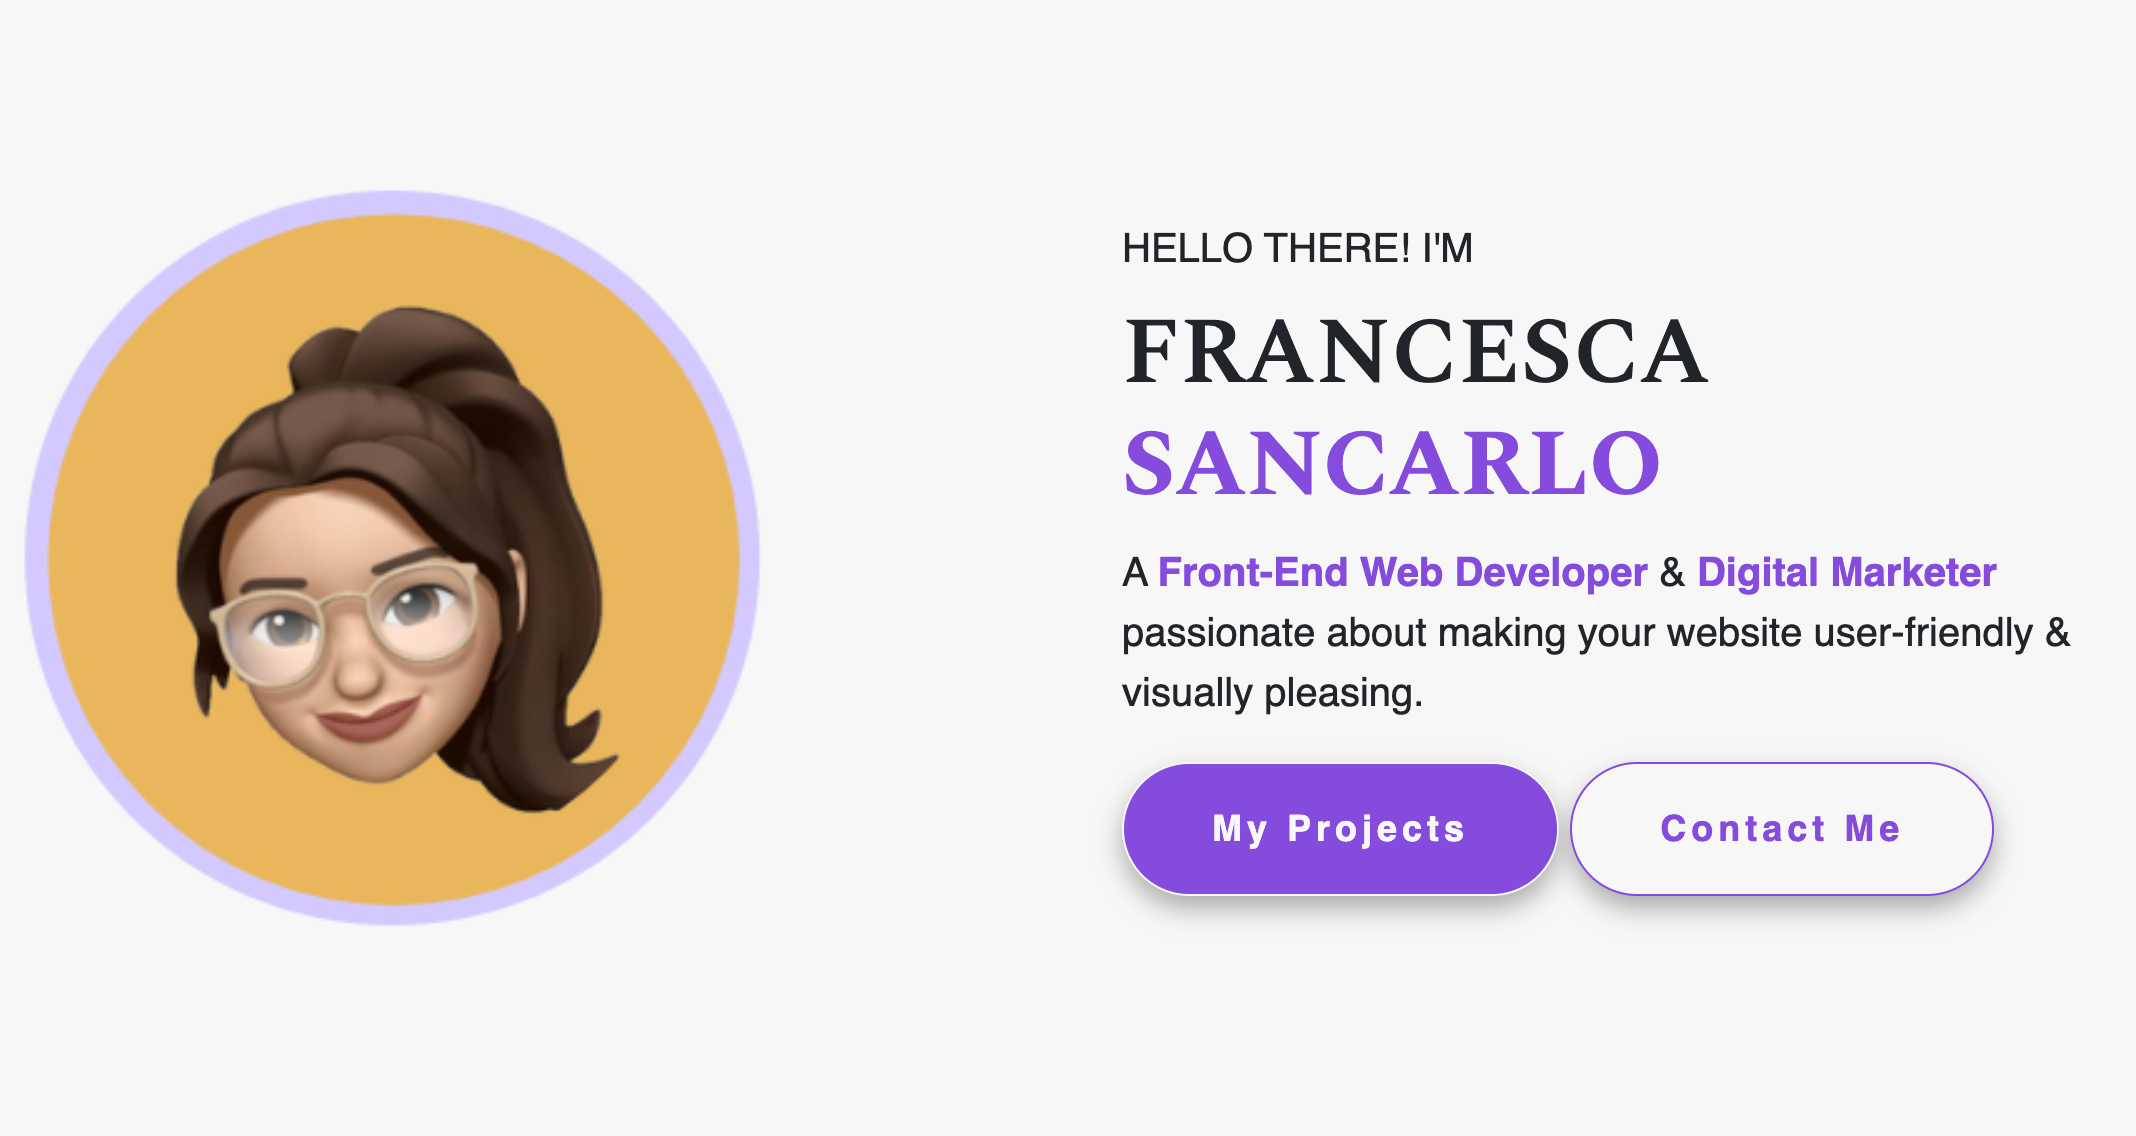 HELLO THERE! I'M
FRANCESCA
SANCARLO
A Front-End Web Developer & Digital Marketer
passionate about making your website user-friendly &
visually pleasing.
My Projects
Contact Me